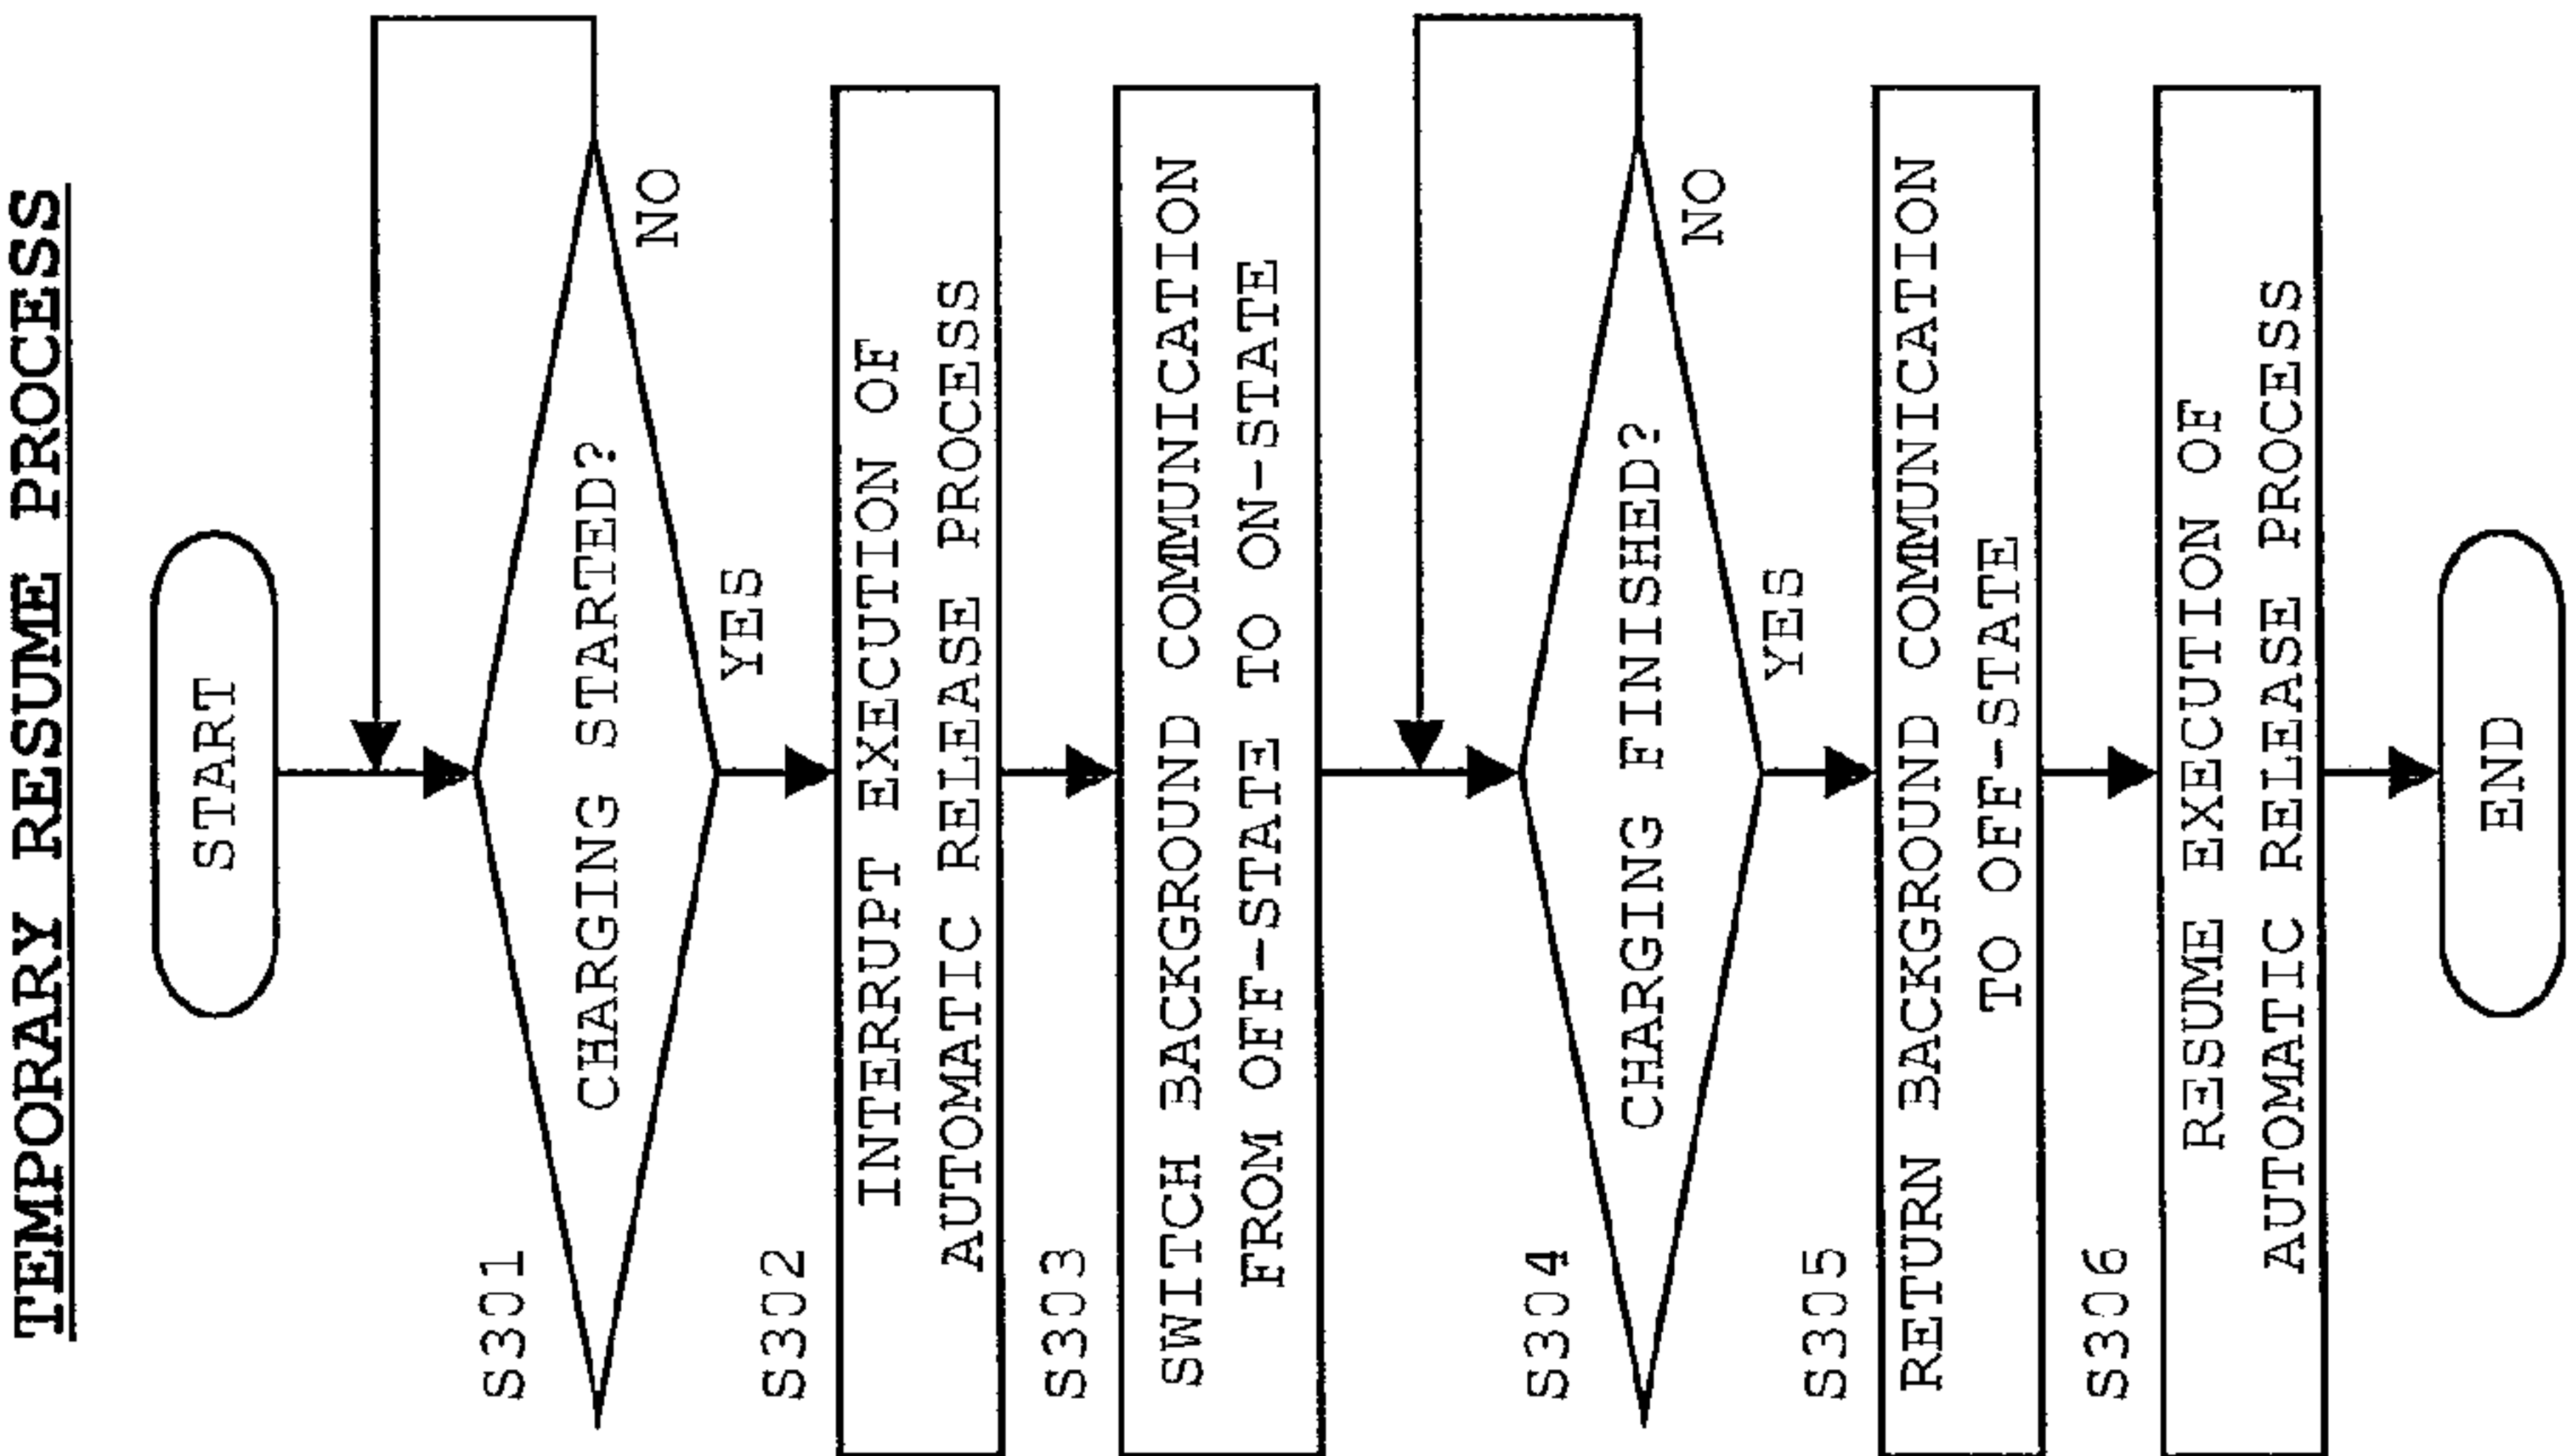 TEMPORARY RESUME PROCESS
START
S301
CHARGING STARTED?
NO
YES
S302
INTERRUPT EXECUTION OF
AUTOMATIC RELEASE PROCESS
S303
SWITCH BACKGROUND COMMUNICATION
FROM OFF-STATE TO ON-STATE
S304
CHARGING FINISHED?
NO
YES
S305
RETURN BACKGROUND COMMUNICATION
TO OFF-STATE
S306
RESUME EXECUTION OF
AUTOMATIC RELEASE PROCESS
END